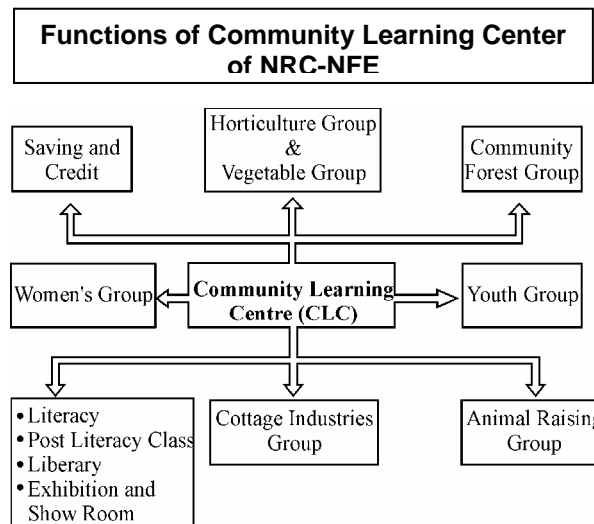 Functions of Community Learning Center
of NRC-NFE
Saving and
Credit
Horticulture Group
&
Vegetable Group
Community
Forest Group
Women's Group
Community Learning
Centre (CLC)
Youth Group
• Literacy
• Post Literacy Class
• Liberary
• Exhibition and
Show Room
Cottage Industries
Group
Animal Raising
Group